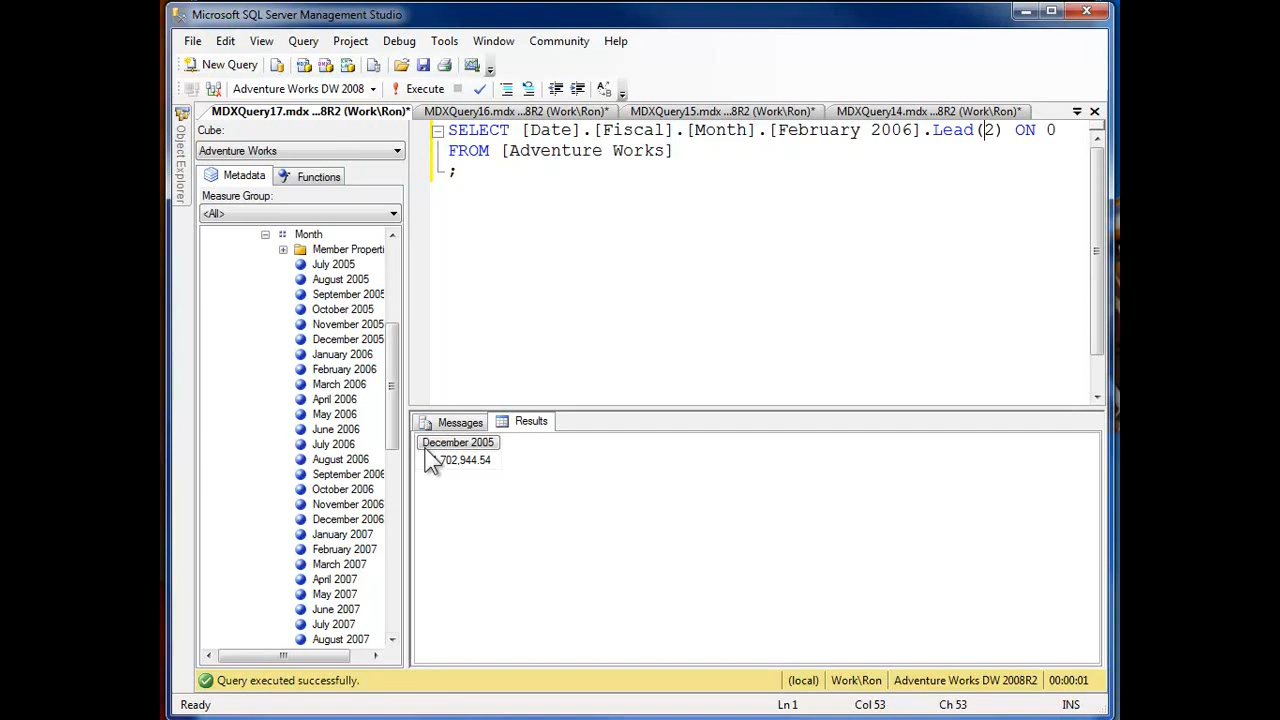 Microsoft SQL Server Management Studio
File Edit View Query Project Debug Tools Window Community Help
New Query
Adventure Works DW 2008 Execute
MDXQuery17.mdx ...8R2 (Work\Ron)* MDXQuery16.mdx ...8R2 (Work\Ron)* MDXQuery15.mdx ...8R2 (Work\Ron)* MDXQuery14.mdx ...8R2 (Work\Ron)*
Object Explorer
Cube:
Adventure Works
Metadata Functions
Measure Group:
<All>
Month
Member Properti
July 2005
August 2005
September 2005
October 2005
November 2005
December 2005
January 2006
February 2006
March 2006
April 2006
May 2006
June 2006
July 2006
August 2006
September 2006
October 2006
November 2006
December 2006
January 2007
February 2007
March 2007
April 2007
May 2007
June 2007
July 2007
August 2007
SELECT [Date].[Fiscal].[Month].[February 2006].Lead(2) ON 0
FROM [Adventure Works]
;
Messages Results
December 2005
702,944.54
Query executed successfully. (local) Work\Ron Adventure Works DW 2008R2 00:00:01
Ready Ln 1 Col 53 Ch 53 INS